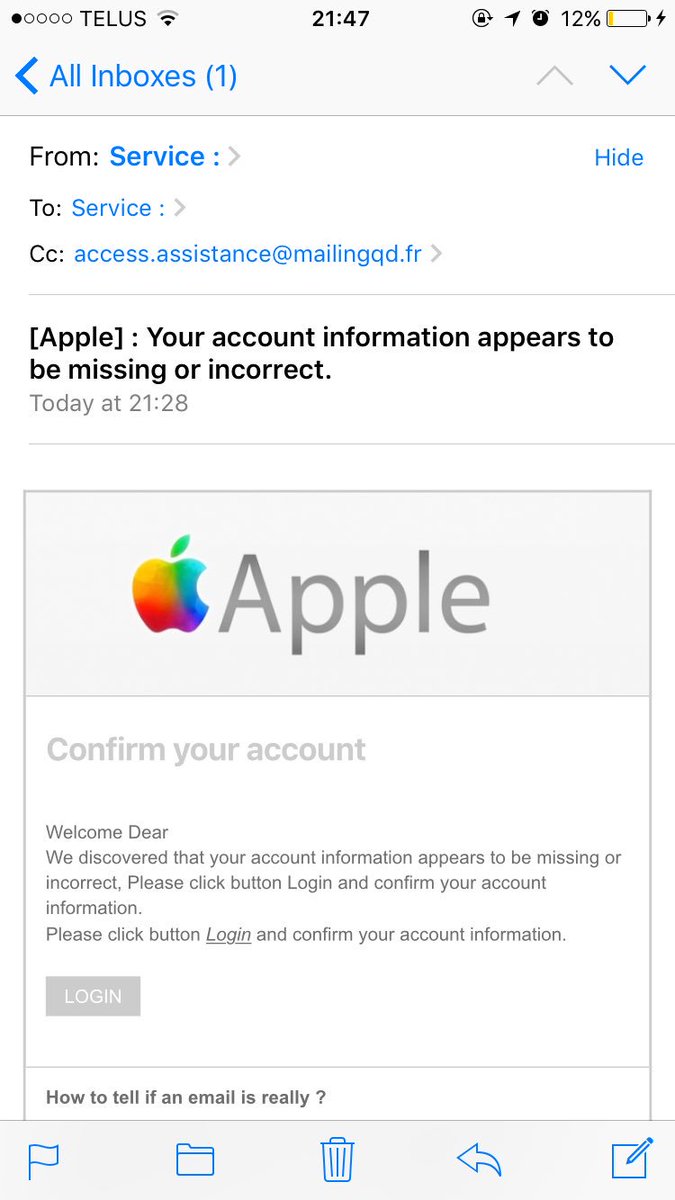 TELUS 21:47 12%
All Inboxes (1)
From: Service : Hide
To: Service :
Cc: access.assistance@mailingqd.fr
[Apple] : Your account information appears to
be missing or incorrect.
Today at 21:28
Apple
Confirm your account
Welcome Dear
We discovered that your account information appears to be missing or
incorrect, Please click button Login and confirm your account
information.
Please click button Login and confirm your account information.
LOGIN
How to tell if an email is really ?